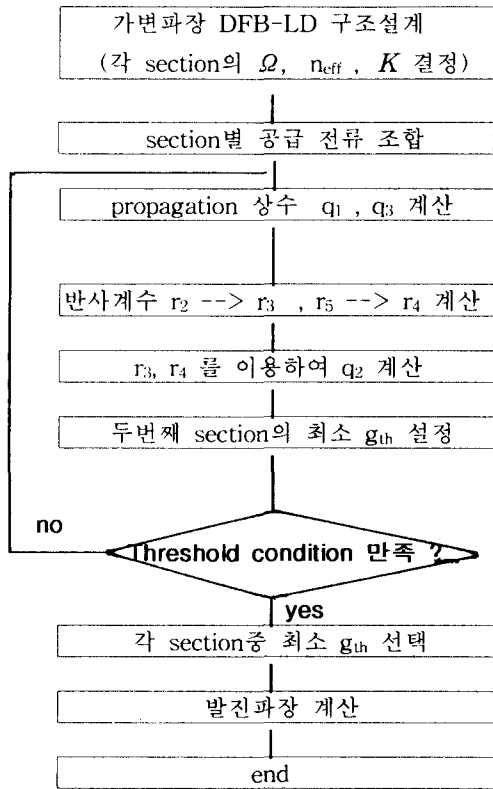 가변파장 DFB-LD 구조설계
(각 section의 Ω, n_eff , K 결정)
section별 공급 전류 조합
propagation 상수 q₁ , q₃ 계산
반사계수 r₂ --> r₃ , r₅ --> r₄ 계산
r₃, r₄ 를 이용하여 q₂ 계산
두번째 section의 최소 g_th 설정
no
Threshold condition 만족 ?
yes
각 section중 최소 g_th 선택
발진파장 계산
end